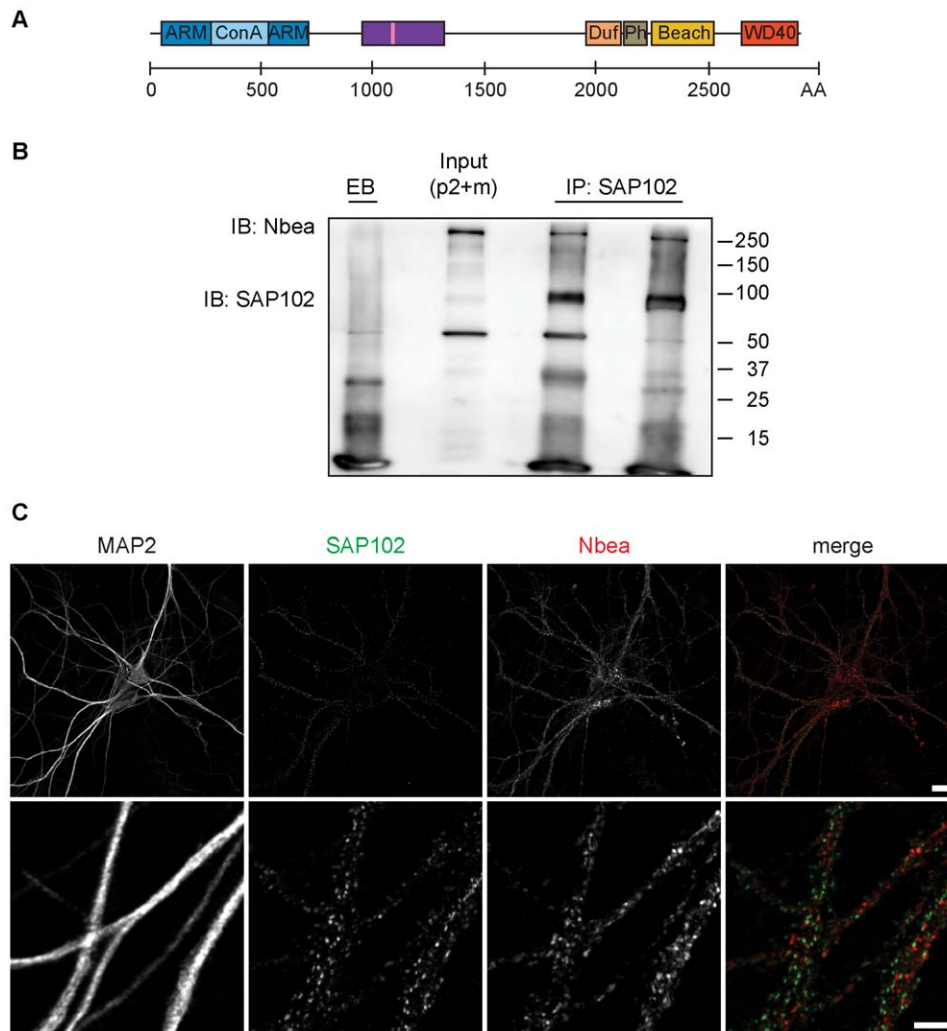 A
ARM ConA ARM Duf Ph Beach WD40
0 500 1000 1500 2000 2500 AA
B
EB Input (p2+m) IP: SAP102
IB: Nbea
IB: SAP102
250
150
100
50
37
25
15
C
MAP2 SAP102 Nbea merge